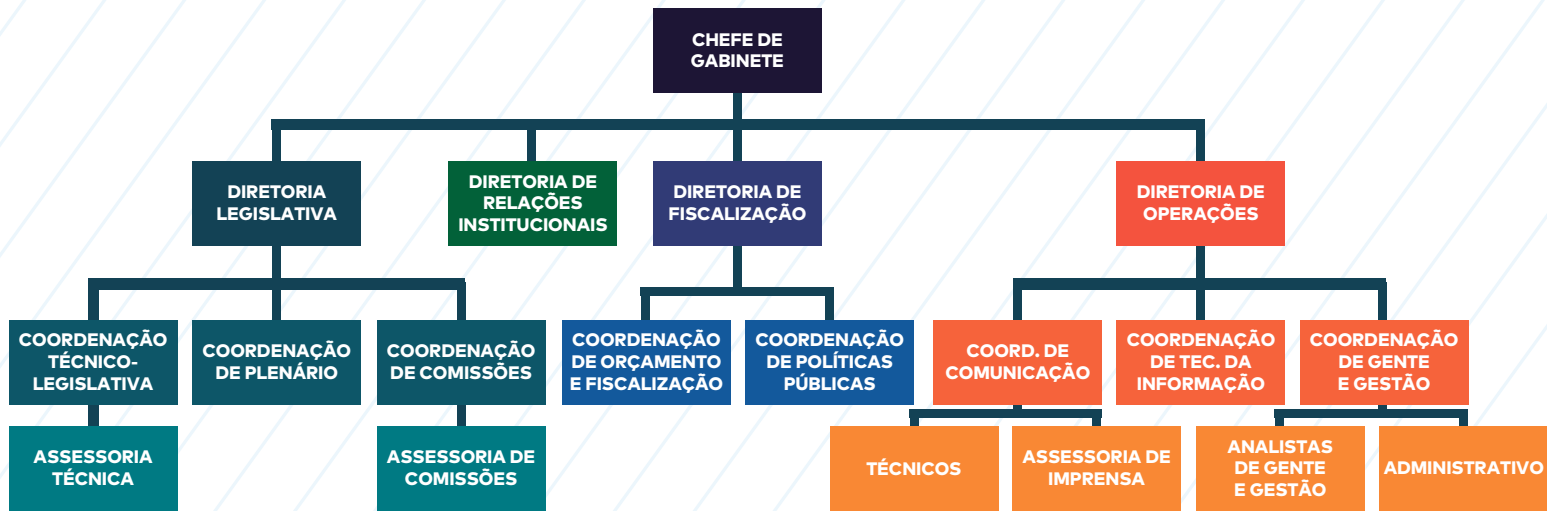 CHEFE DE
GABINETE
DIRETORIA
LEGISLATIVA
DIRETORIA DE
RELAÇÕES
INSTITUCIONAIS
DIRETORIA DE
FISCALIZAÇÃO
DIRETORIA DE
OPERAÇÕES
COORDENAÇÃO
TÉCNICO-
LEGISLATIVA
COORDENAÇÃO
DE PLENÁRIO
COORDENAÇÃO
DE COMISSÕES
COORDENAÇÃO
DE ORÇAMENTO
E FISCALIZAÇÃO
COORDENAÇÃO
DE POLÍTICAS
PÚBLICAS
COORD. DE
COMUNICAÇÃO
COORDENAÇÃO
DE TEC. DA
INFORMAÇÃO
COORDENAÇÃO
DE GENTE
E GESTÃO
ASSESSORIA
TÉCNICA
ASSESSORIA DE
COMISSÕES
TÉCNICOS
ASSESSORIA DE
IMPRENSA
ANALISTAS
DE GENTE
E GESTÃO
ADMINISTRATIVO